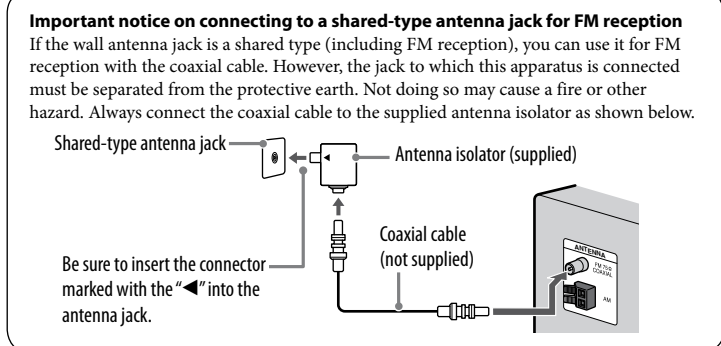 Important notice on connecting to a shared-type antenna jack for FM reception
If the wall antenna jack is a shared type (including FM reception), you can use it for FM
reception with the coaxial cable. However, the jack to which this apparatus is connected
must be separated from the protective earth. Not doing so may cause a fire or other
hazard. Always connect the coaxial cable to the supplied antenna isolator as shown below.
Shared-type antenna jack
Antenna isolator (supplied)
Coaxial cable
(not supplied)
Be sure to insert the connector
marked with the “◀” into the
antenna jack.
ANTENNA
FM 75Ω
COAXIAL
AM